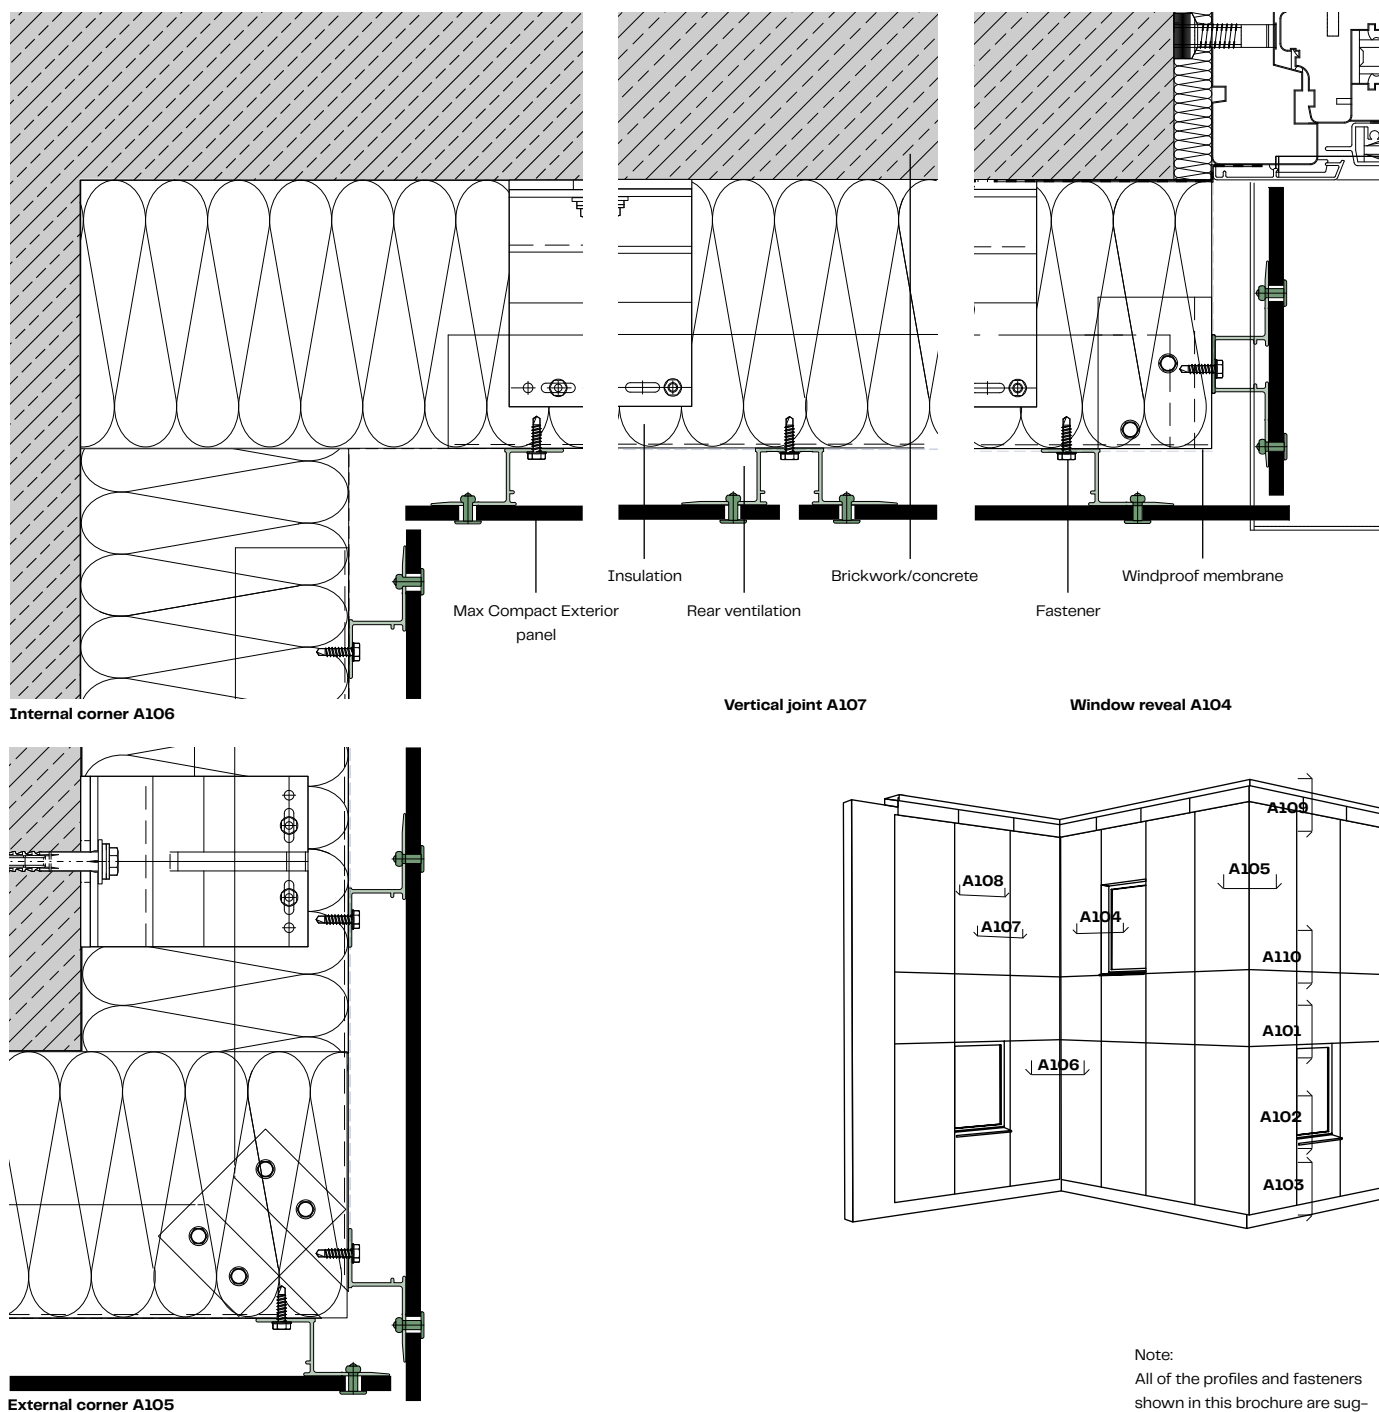 Insulation
Brickwork/concrete
Windproof membrane
Max Compact Exterior
panel
Rear ventilation
Fastener
Internal corner A106
Vertical joint A107
Window reveal A104
A109
A105
A108
A104
A107
A110
A101
A106
A102
A103
External corner A105
Note:
All of the profiles and fasteners
shown in this brochure are sug-